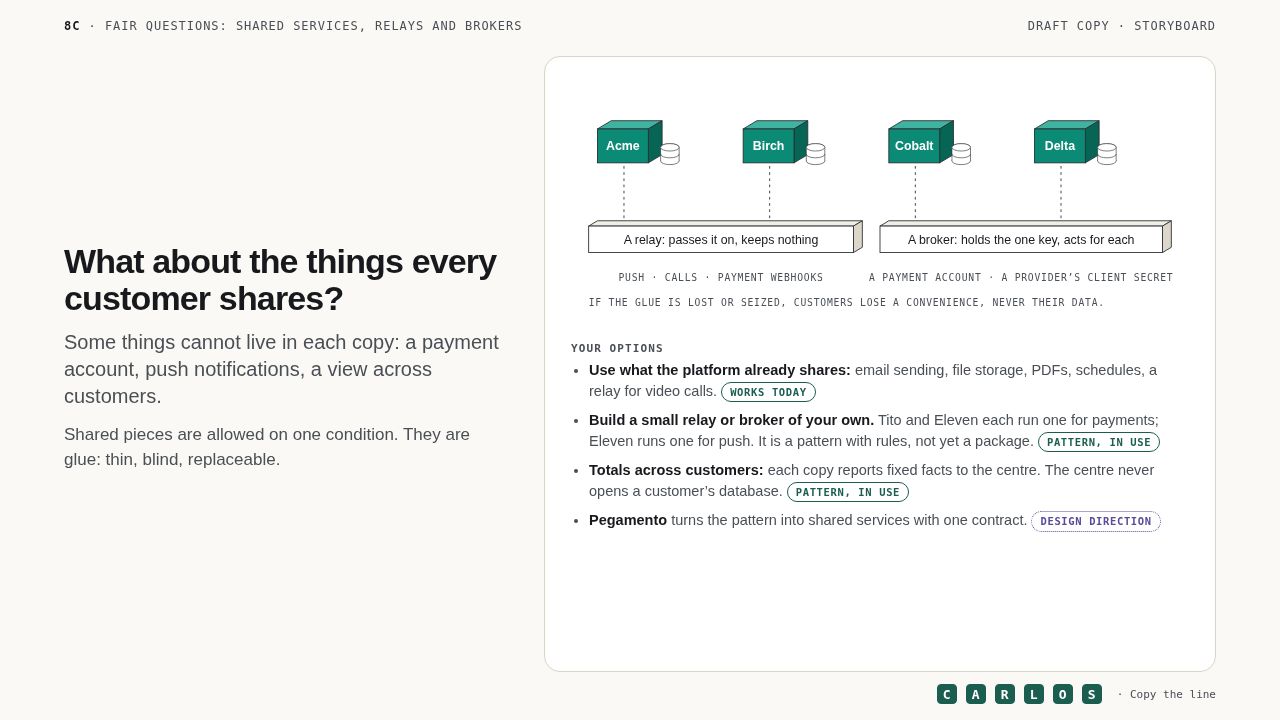 8C · FAIR QUESTIONS: SHARED SERVICES, RELAYS AND BROKERS
DRAFT COPY · STORYBOARD
What about the things every
customer shares?
Some things cannot live in each copy: a payment
account, push notifications, a view across
customers.
Shared pieces are allowed on one condition. They are
glue: thin, blind, replaceable.
Acme
Birch
Cobalt
Delta
A relay: passes it on, keeps nothing
A broker: holds the one key, acts for each
PUSH · CALLS · PAYMENT WEBHOOKS
A PAYMENT ACCOUNT · A PROVIDER’S CLIENT SECRET
IF THE GLUE IS LOST OR SEIZED, CUSTOMERS LOSE A CONVENIENCE, NEVER THEIR DATA.
YOUR OPTIONS
• Use what the platform already shares: email sending, file storage, PDFs, schedules, a
relay for video calls. WORKS TODAY
• Build a small relay or broker of your own. Tito and Eleven each run one for payments;
Eleven runs one for push. It is a pattern with rules, not yet a package. PATTERN, IN USE
• Totals across customers: each copy reports fixed facts to the centre. The centre never
opens a customer’s database. PATTERN, IN USE
• Pegamento turns the pattern into shared services with one contract. DESIGN DIRECTION
C A R L O S · Copy the line